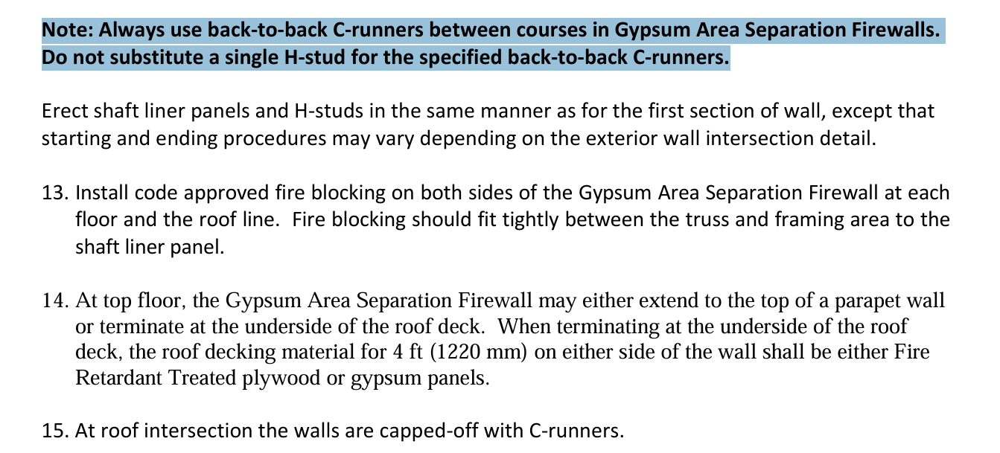 Note: Always use back-to-back C-runners between courses in Gypsum Area Separation Firewalls.
Do not substitute a single H-stud for the specified back-to-back C-runners.
Erect shaft liner panels and H-studs in the same manner as for the first section of wall, except that
starting and ending procedures may vary depending on the exterior wall intersection detail.
13. Install code approved fire blocking on both sides of the Gypsum Area Separation Firewall at each
floor and the roof line.  Fire blocking should fit tightly between the truss and framing area to the
shaft liner panel.
14. At top floor, the Gypsum Area Separation Firewall may either extend to the top of a parapet wall
or terminate at the underside of the roof deck.  When terminating at the underside of the roof
deck, the roof decking material for 4 ft (1220 mm) on either side of the wall shall be either Fire
Retardant Treated plywood or gypsum panels.
15. At roof intersection the walls are capped-off with C-runners.